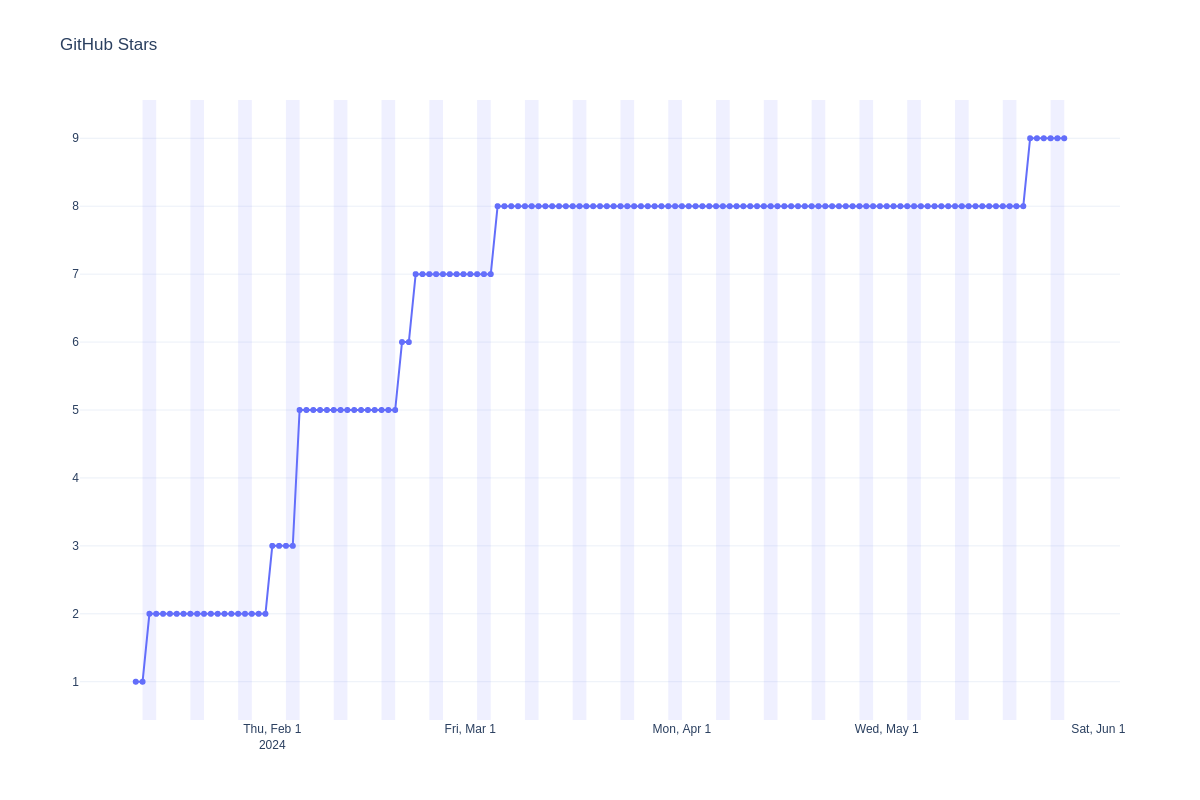 GitHub Stars
9
8
7
6
5
4
3
2
1
Thu, Feb 1
2024
Fri, Mar 1
Mon, Apr 1
Wed, May 1
Sat, Jun 1